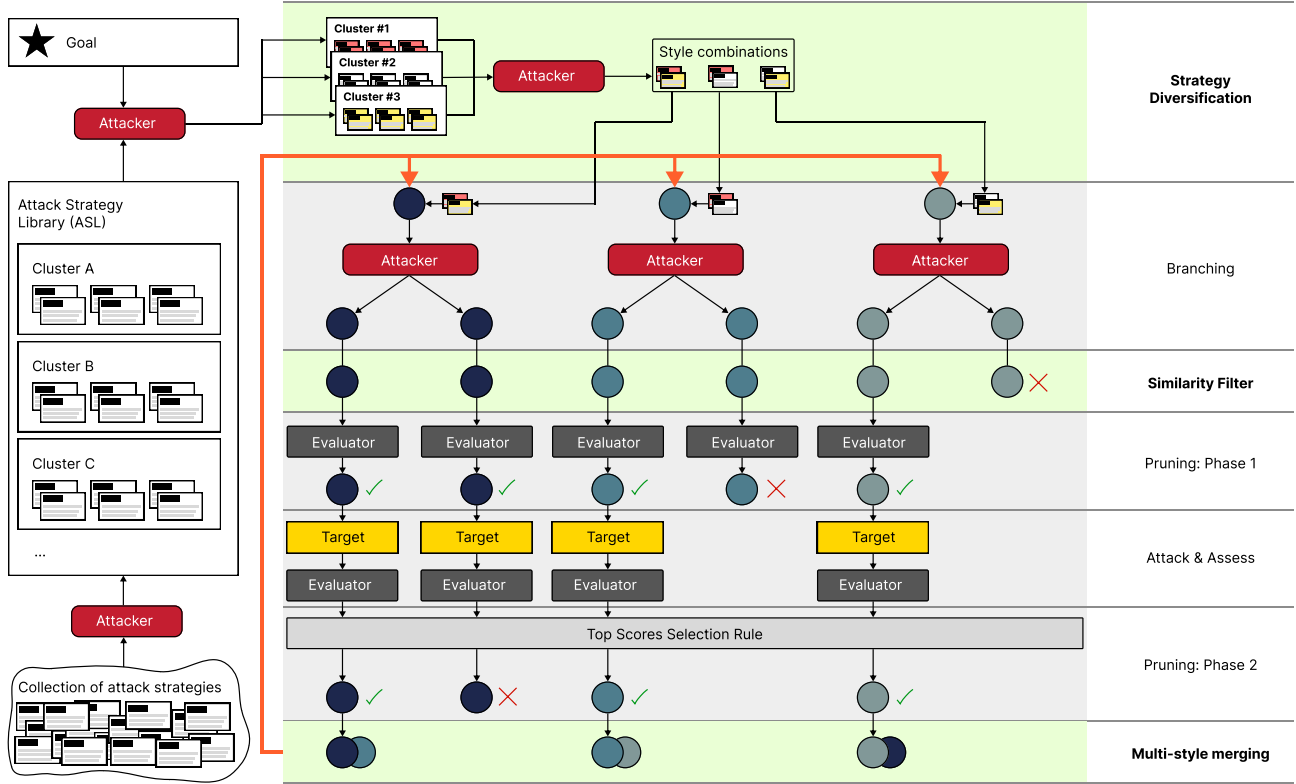 Goal
Attacker
Attack Strategy
Library (ASL)
Cluster A
Cluster B
Cluster C
...
Attacker
Collection of attack strategies
Cluster #1
Cluster #2
Cluster #3
Attacker
Style combinations
Strategy
Diversification
Attacker
Attacker
Attacker
Branching
Similarity Filter
Evaluator
Evaluator
Evaluator
Evaluator
Evaluator
Pruning: Phase 1
Target
Target
Target
Target
Attack & Assess
Evaluator
Evaluator
Evaluator
Evaluator
Top Scores Selection Rule
Pruning: Phase 2
Multi-style merging